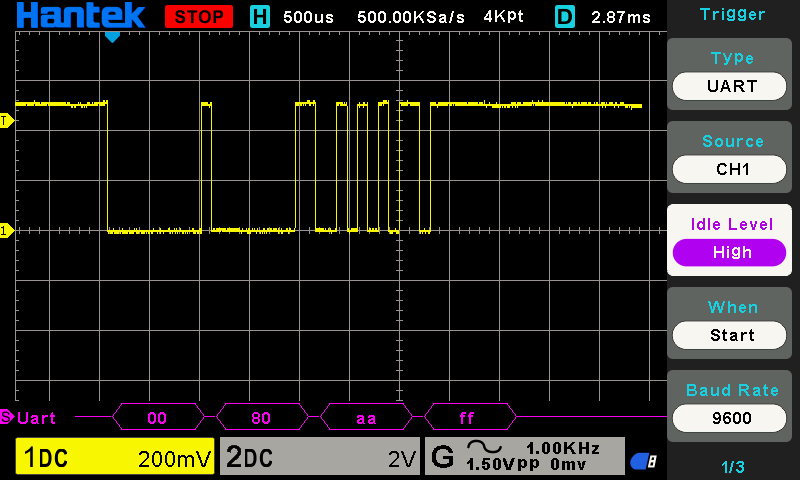 Hantek STOP H 500us 500.00KSa/s 4Kpt D 2.87ms
Trigger
Type
UART
Source
CH1
Idle Level
High
When
Start
Baud Rate
9600
1/3
T
1
S Uart 00 80 aa ff
1DC 200mV 2DC 2V G 1.00KHz
1.50Vpp 0mv